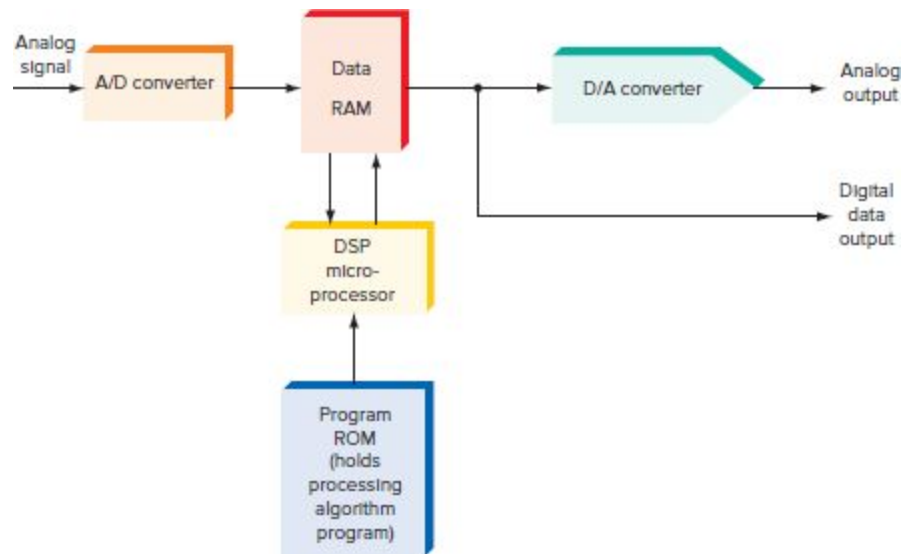 Analog
signal
A/D converter
Data
RAM
D/A converter
Analog
output
Digital
data
output
DSP
micro-
processor
Program
ROM
(holds
processing
algorithm
program)